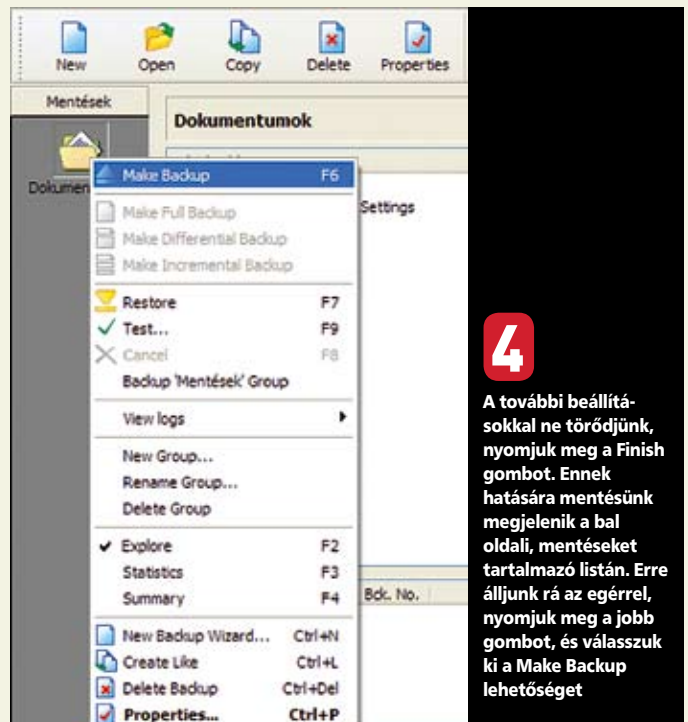 New Open Copy Delete Properties
Mentések
Dokumentumok
Dokumen
Settings
Make Backup F6
Make Full Backup
Make Differential Backup
Make Incremental Backup
Restore F7
Test... F9
Cancel F8
Backup 'Mentések' Group
View logs
New Group...
Rename Group...
Delete Group
Explore F2
Statistics F3
Summary F4
Bck. No.
New Backup Wizard... Ctrl+N
Create Like Ctrl+L
Delete Backup Ctrl+Del
Properties... Ctrl+P
4
A további beállítá-
sokkal ne törődjünk,
nyomjuk meg a Finish
gombot. Ennek
hatására mentésünk
megjelenik a bal
oldali, mentéseket
tartalmazó listán. Erre
álljunk rá az egérrel,
nyomjuk meg a jobb
gombot, és válasszuk
ki a Make Backup
lehetőséget